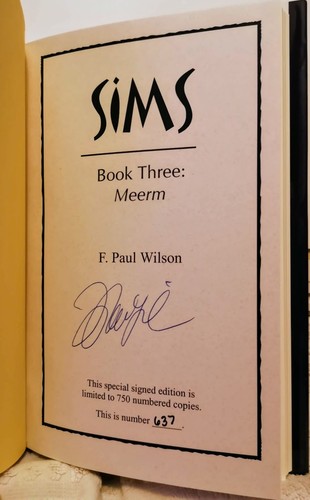 SiMS
Book Three:
Meerm
F. Paul Wilson
This special signed edition is
limited to 750 numbered copies.
This is number 637.